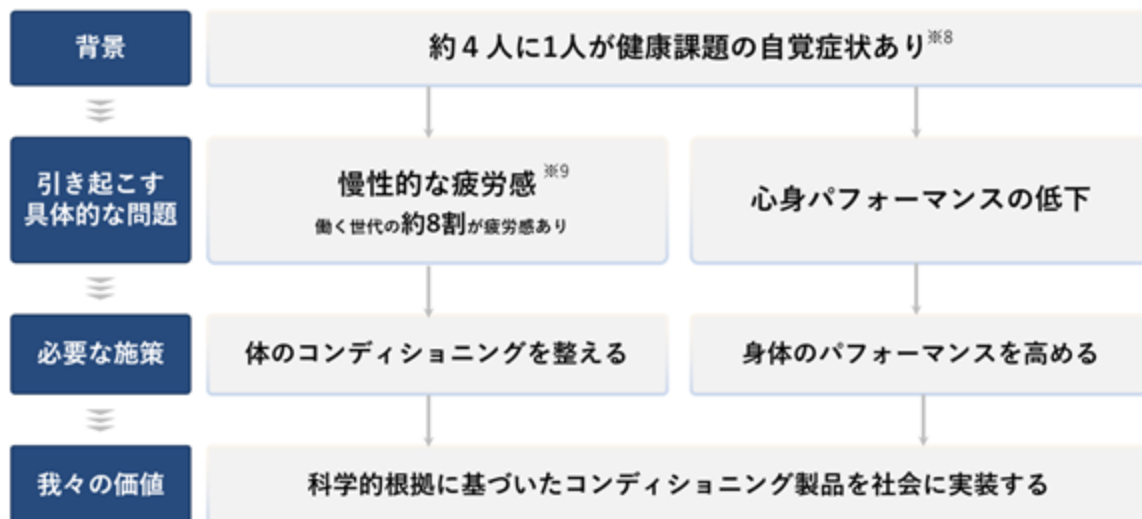 背景
約４人に1人が健康課題の自覚症状あり※8
引き起こす
具体的な問題
慢性的な疲労感 ※9
働く世代の約8割が疲労感あり
心身パフォーマンスの低下
必要な施策
体のコンディショニングを整える
身体のパフォーマンスを高める
我々の価値
科学的根拠に基づいたコンディショニング製品を社会に実装する